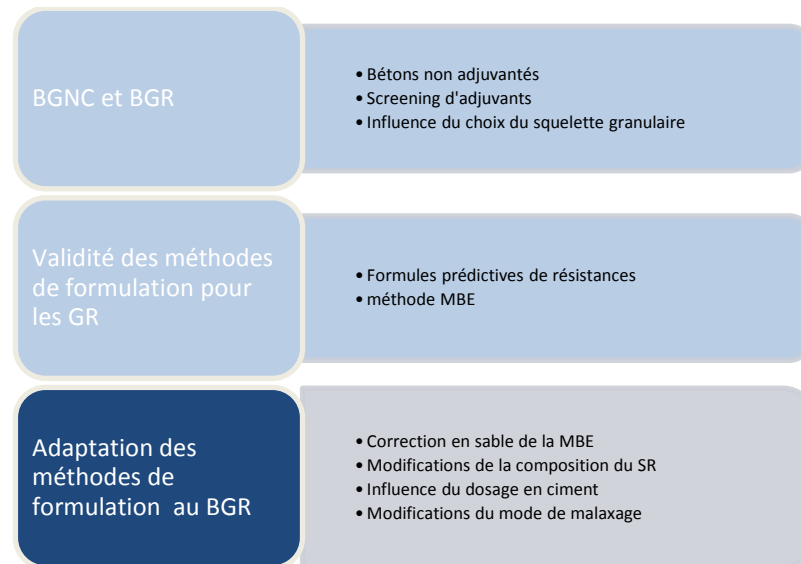 BGNC et BGR
• Bétons non adjuvantés
• Screening d'adjuvants
• Influence du choix du squelette granulaire
Validité des méthodes
de formulation pour
les GR
• Formules prédictives de résistances
• méthode MBE
Adaptation des
méthodes de
formulation au BGR
• Correction en sable de la MBE
• Modifications de la composition du SR
• Influence du dosage en ciment
• Modifications du mode de malaxage